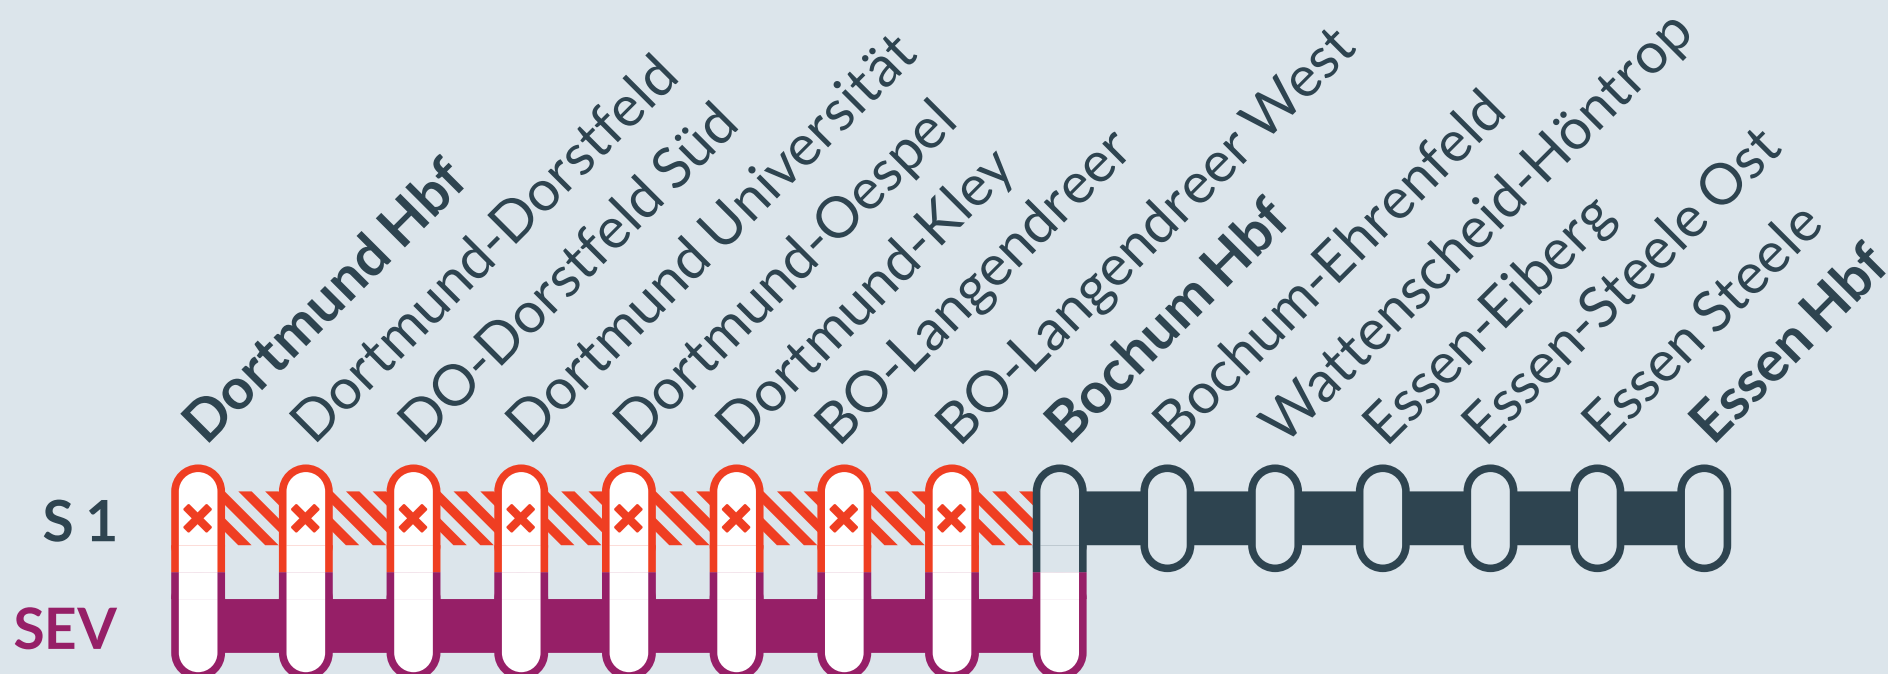 Dortmund Hbf
Dortmund-Dorstfeld
DO-Dorstfeld Süd
Dortmund Universität
Dortmund-Oespel
Dortmund-Kley
BO-Langendreer
BO-Langendreer West
Bochum Hbf
Bochum-Ehrenfeld
Wattenscheid-Höntrop
Essen-Eiberg
Essen-Steele Ost
Essen Steele
Essen Hbf
S 1
SEV